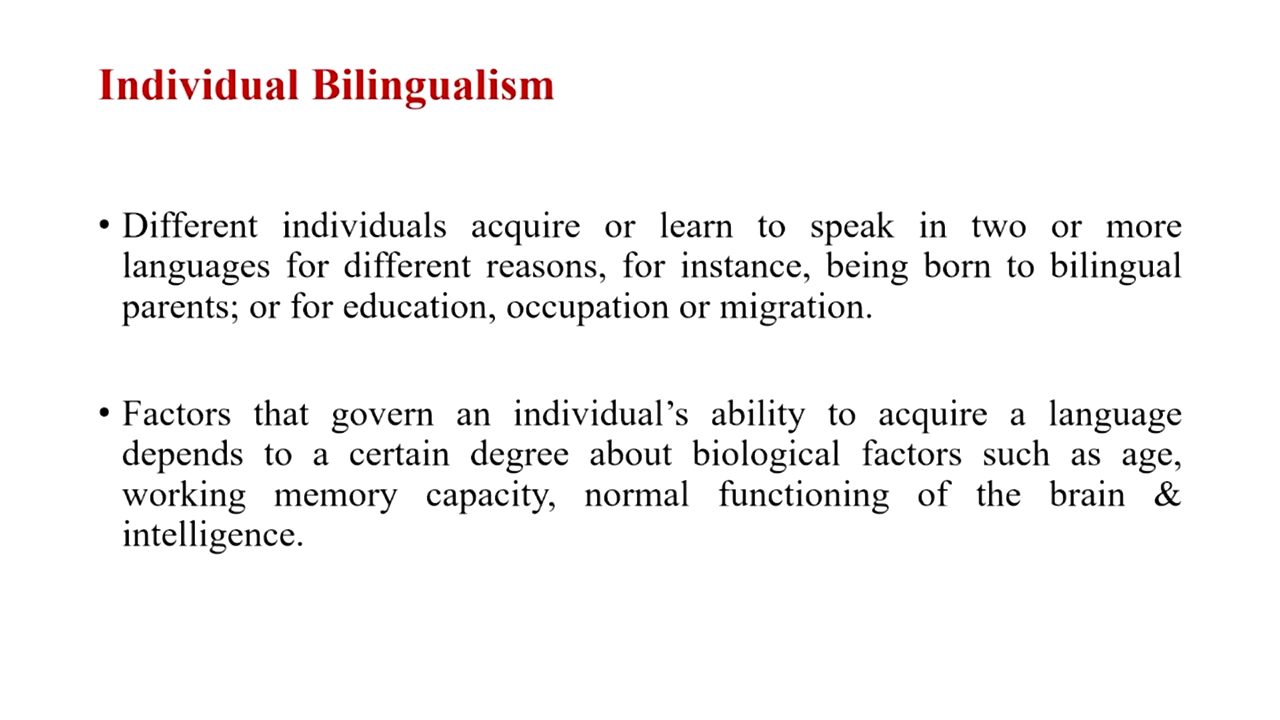 Individual Bilingualism
• Different individuals acquire or learn to speak in two or more
languages for different reasons, for instance, being born to bilingual
parents; or for education, occupation or migration.
• Factors that govern an individual’s ability to acquire a language
depends to a certain degree about biological factors such as age,
working memory capacity, normal functioning of the brain &
intelligence.